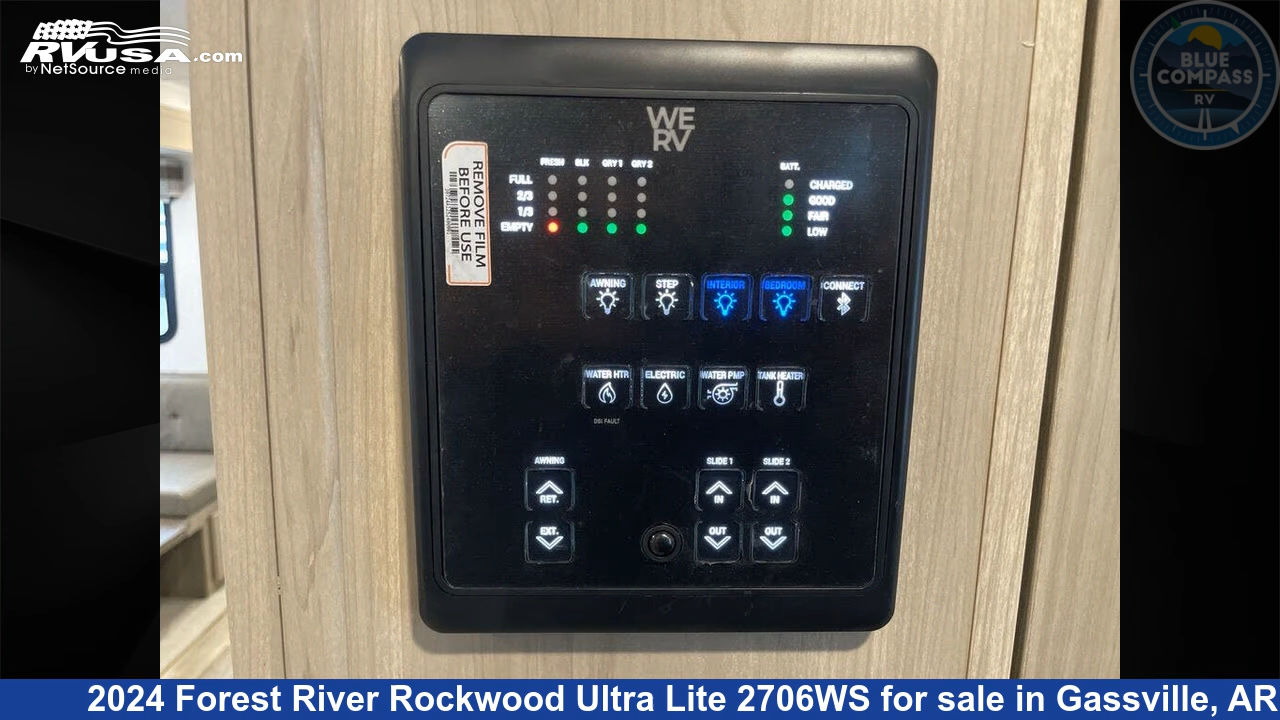 RVUSA.com
by NetSource media
BLUE
COMPASS
RV
WE
RV
REMOVE FILM
BEFORE USE
FRESH BLK GRY 1 GRY 2
FULL
2/3
1/3
EMPTY
BATT.
CHARGED
GOOD
FAIR
LOW
AWNING STEP INTERIOR BEDROOM CONNECT
WATER HTR ELECTRIC WATER PMP TANK HEATER
DSI FAULT
AWNING SLIDE 1 SLIDE 2
RET. IN IN
EXT. OUT OUT
2024 Forest River Rockwood Ultra Lite 2706WS for sale in Gassville, AR